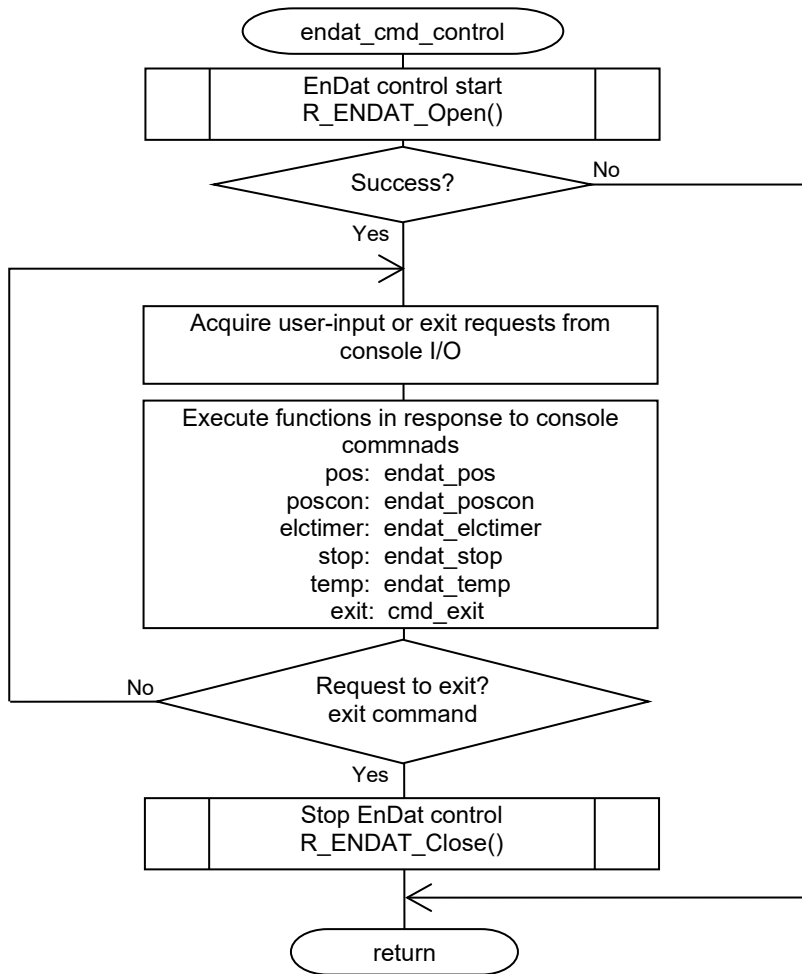 endat_cmd_control
EnDat control start
R_ENDAT_Open()
Success?
No
Yes
Acquire user-input or exit requests from
console I/O
Execute functions in response to console
commnads
pos: endat_pos
poscon: endat_poscon
elctimer: endat_elctimer
stop: endat_stop
temp: endat_temp
exit: cmd_exit
No
Request to exit?
exit command
Yes
Stop EnDat control
R_ENDAT_Close()
return